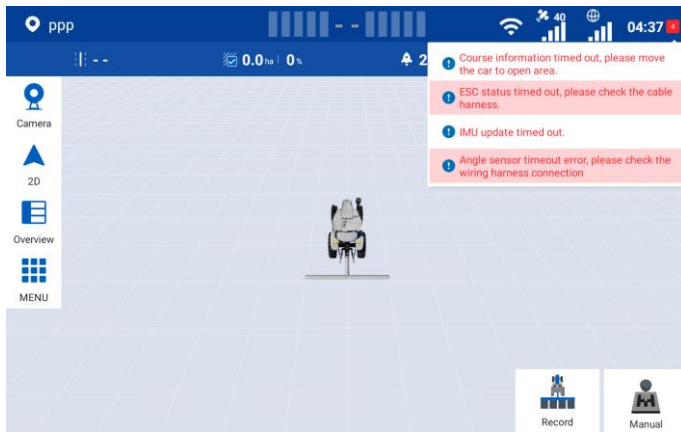 ppp
--
40
04:37
4
--
0.0 ha 0 %
2
Course information timed out, please move
the car to open area.
ESC status timed out, please check the cable
harness.
IMU update timed out.
Angle sensor timeout error, please check the
wiring harness connection
Camera
2D
Overview
MENU
Record
Manual